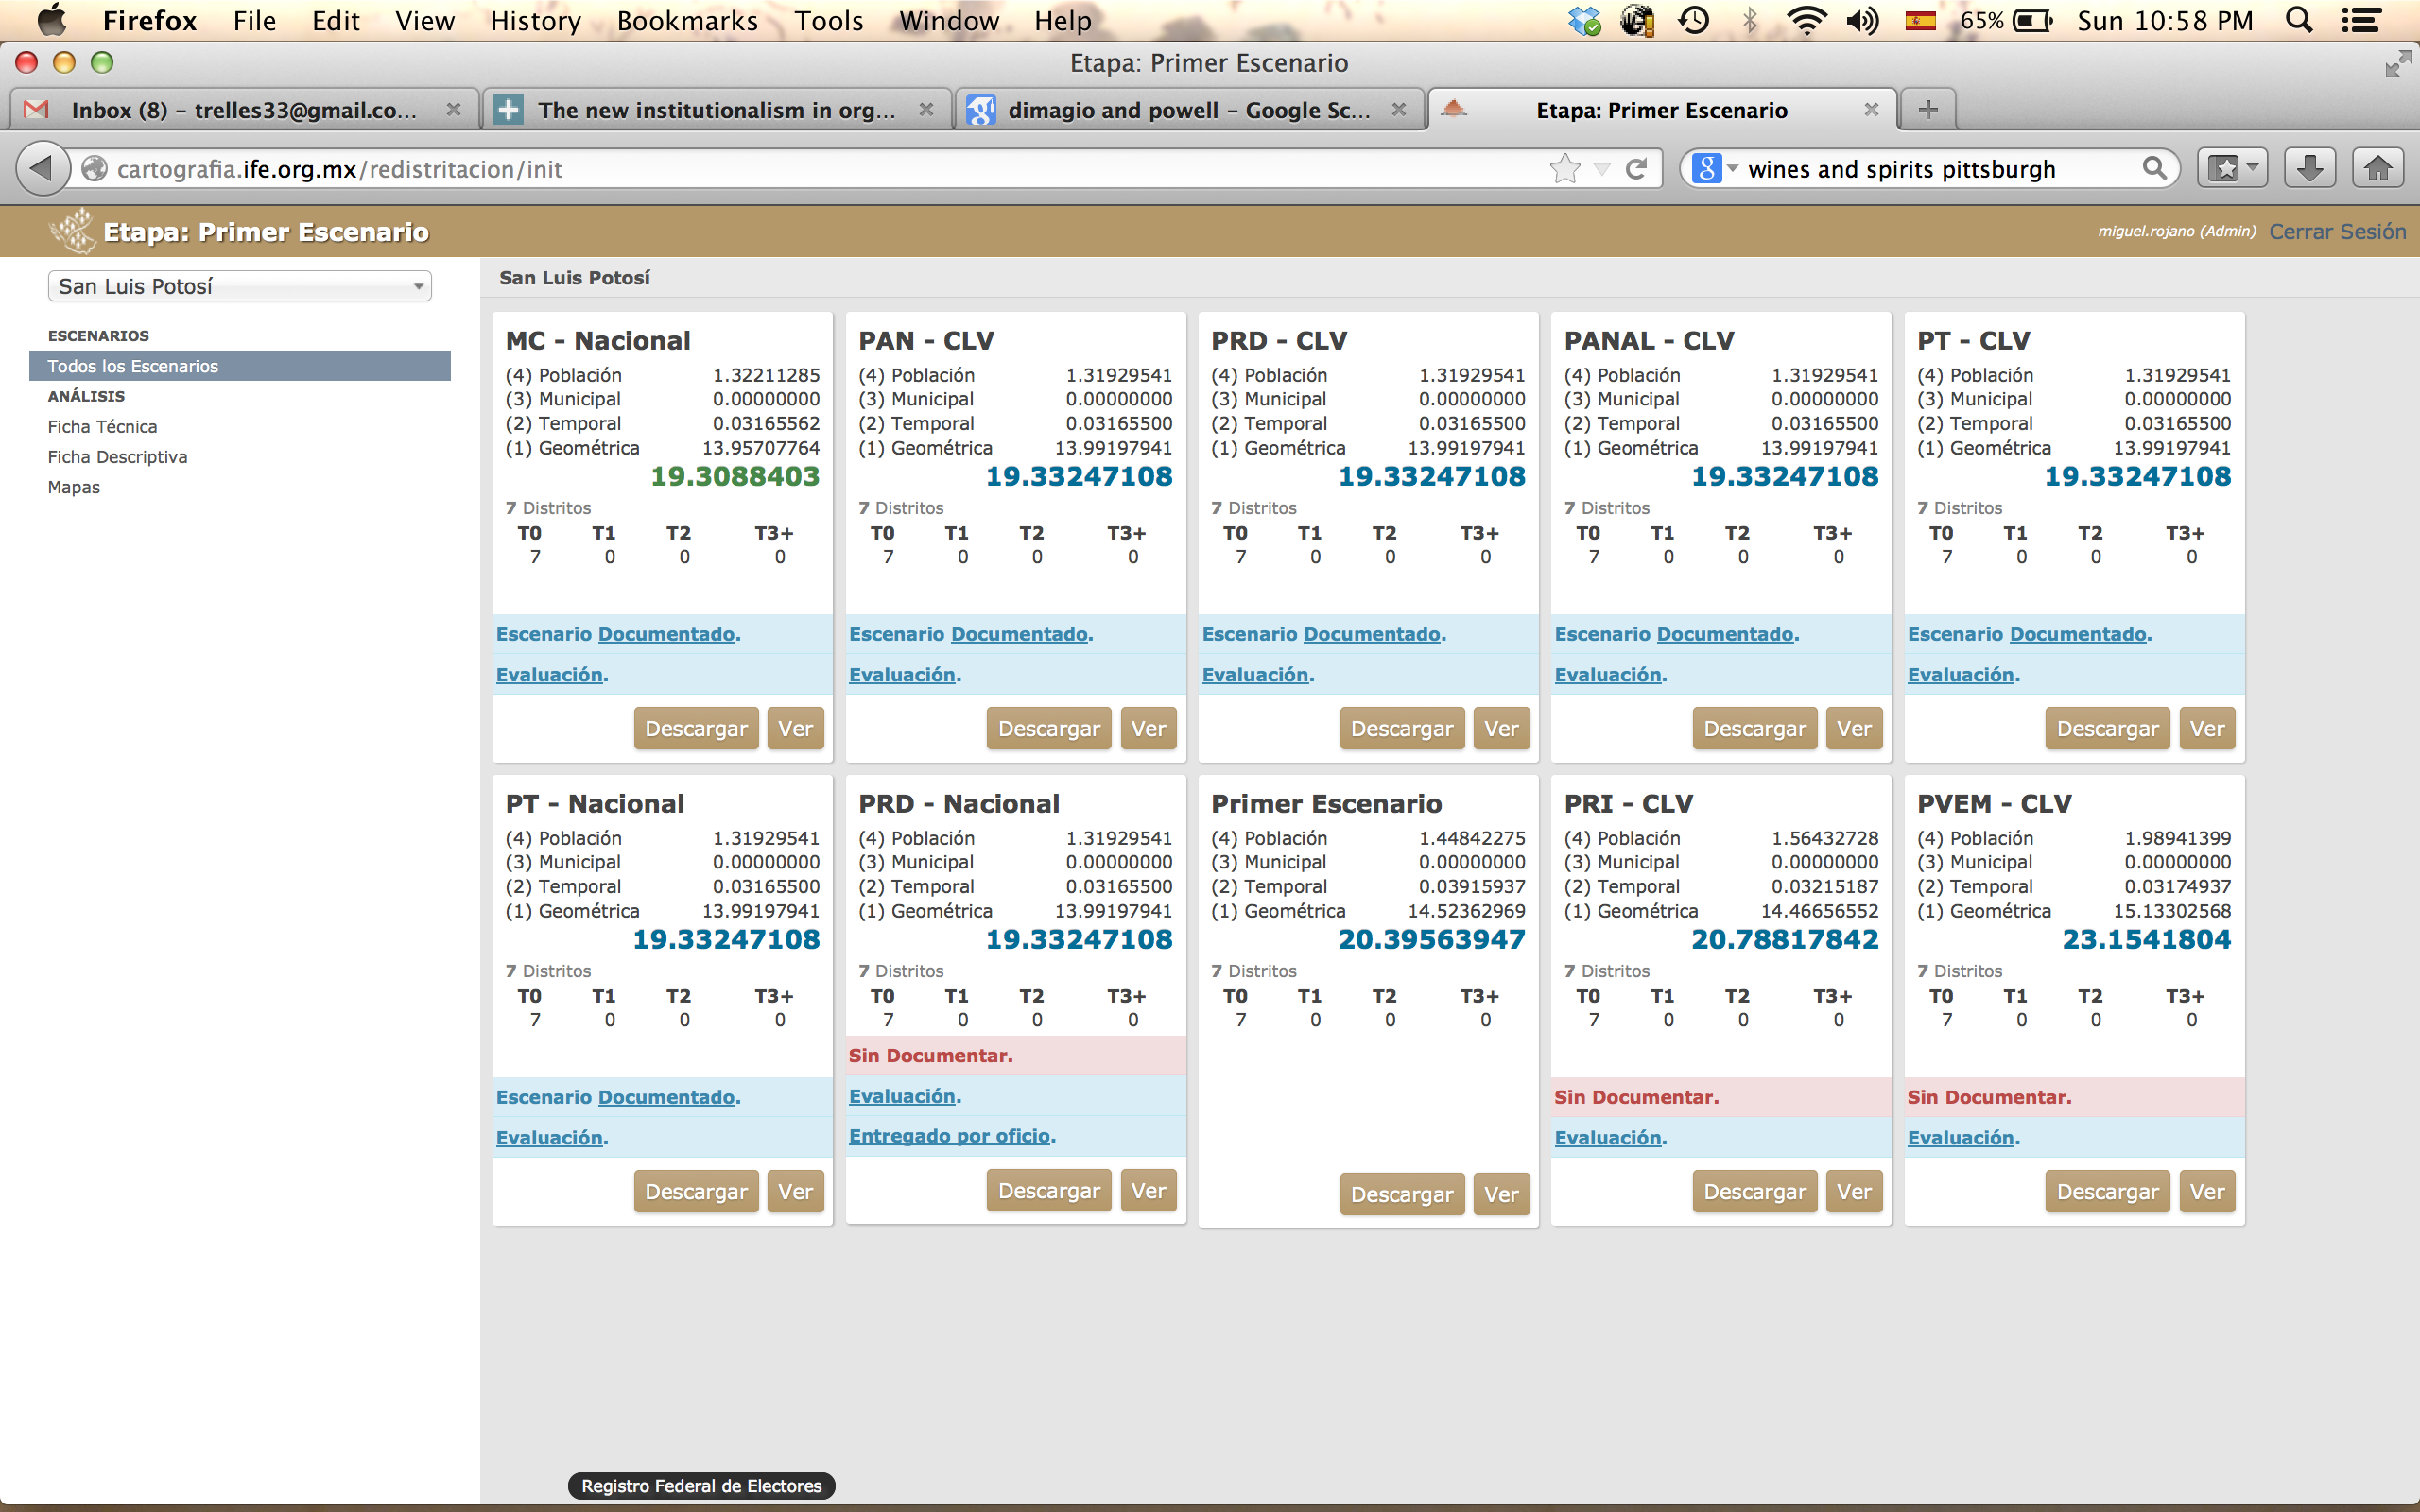 Firefox File Edit View History Bookmarks Tools Window Help 65% Sun 10:58 PM
Etapa: Primer Escenario
Inbox (8) – trelles33@gmail.co... The new institutionalism in org... dimagio and powell – Google Sc... Etapa: Primer Escenario
cartografia.ife.org.mx/redistritacion/init wines and spirits pittsburgh
Etapa: Primer Escenario miguel.rojano (Admin) Cerrar Sesión
San Luis Potosí
ESCENARIOS
Todos los Escenarios
ANÁLISIS
Ficha Técnica
Ficha Descriptiva
Mapas
San Luis Potosí
MC - Nacional
(4) Población 1.32211285
(3) Municipal 0.00000000
(2) Temporal 0.03165562
(1) Geométrica 13.95707764
19.3088403
7 Distritos
T0 T1 T2 T3+
7 0 0 0
Escenario Documentado.
Evaluación.
Descargar Ver
PAN - CLV
(4) Población 1.31929541
(3) Municipal 0.00000000
(2) Temporal 0.03165500
(1) Geométrica 13.99197941
19.33247108
7 Distritos
T0 T1 T2 T3+
7 0 0 0
Escenario Documentado.
Evaluación.
Descargar Ver
PRD - CLV
(4) Población 1.31929541
(3) Municipal 0.00000000
(2) Temporal 0.03165500
(1) Geométrica 13.99197941
19.33247108
7 Distritos
T0 T1 T2 T3+
7 0 0 0
Escenario Documentado.
Evaluación.
Descargar Ver
PANAL - CLV
(4) Población 1.31929541
(3) Municipal 0.00000000
(2) Temporal 0.03165500
(1) Geométrica 13.99197941
19.33247108
7 Distritos
T0 T1 T2 T3+
7 0 0 0
Escenario Documentado.
Evaluación.
Descargar Ver
PT - CLV
(4) Población 1.31929541
(3) Municipal 0.00000000
(2) Temporal 0.03165500
(1) Geométrica 13.99197941
19.33247108
7 Distritos
T0 T1 T2 T3+
7 0 0 0
Escenario Documentado.
Evaluación.
Descargar Ver
PT - Nacional
(4) Población 1.31929541
(3) Municipal 0.00000000
(2) Temporal 0.03165500
(1) Geométrica 13.99197941
19.33247108
7 Distritos
T0 T1 T2 T3+
7 0 0 0
Escenario Documentado.
Evaluación.
Descargar Ver
PRD - Nacional
(4) Población 1.31929541
(3) Municipal 0.00000000
(2) Temporal 0.03165500
(1) Geométrica 13.99197941
19.33247108
7 Distritos
T0 T1 T2 T3+
7 0 0 0
Sin Documentar.
Evaluación.
Entregado por oficio.
Descargar Ver
Primer Escenario
(4) Población 1.44842275
(3) Municipal 0.00000000
(2) Temporal 0.03915937
(1) Geométrica 14.52362969
20.39563947
7 Distritos
T0 T1 T2 T3+
7 0 0 0
Descargar Ver
PRI - CLV
(4) Población 1.56432728
(3) Municipal 0.00000000
(2) Temporal 0.03215187
(1) Geométrica 14.46656552
20.78817842
7 Distritos
T0 T1 T2 T3+
7 0 0 0
Sin Documentar.
Evaluación.
Descargar Ver
PVEM - CLV
(4) Población 1.98941399
(3) Municipal 0.00000000
(2) Temporal 0.03174937
(1) Geométrica 15.13302568
23.1541804
7 Distritos
T0 T1 T2 T3+
7 0 0 0
Sin Documentar.
Evaluación.
Descargar Ver
Registro Federal de Electores